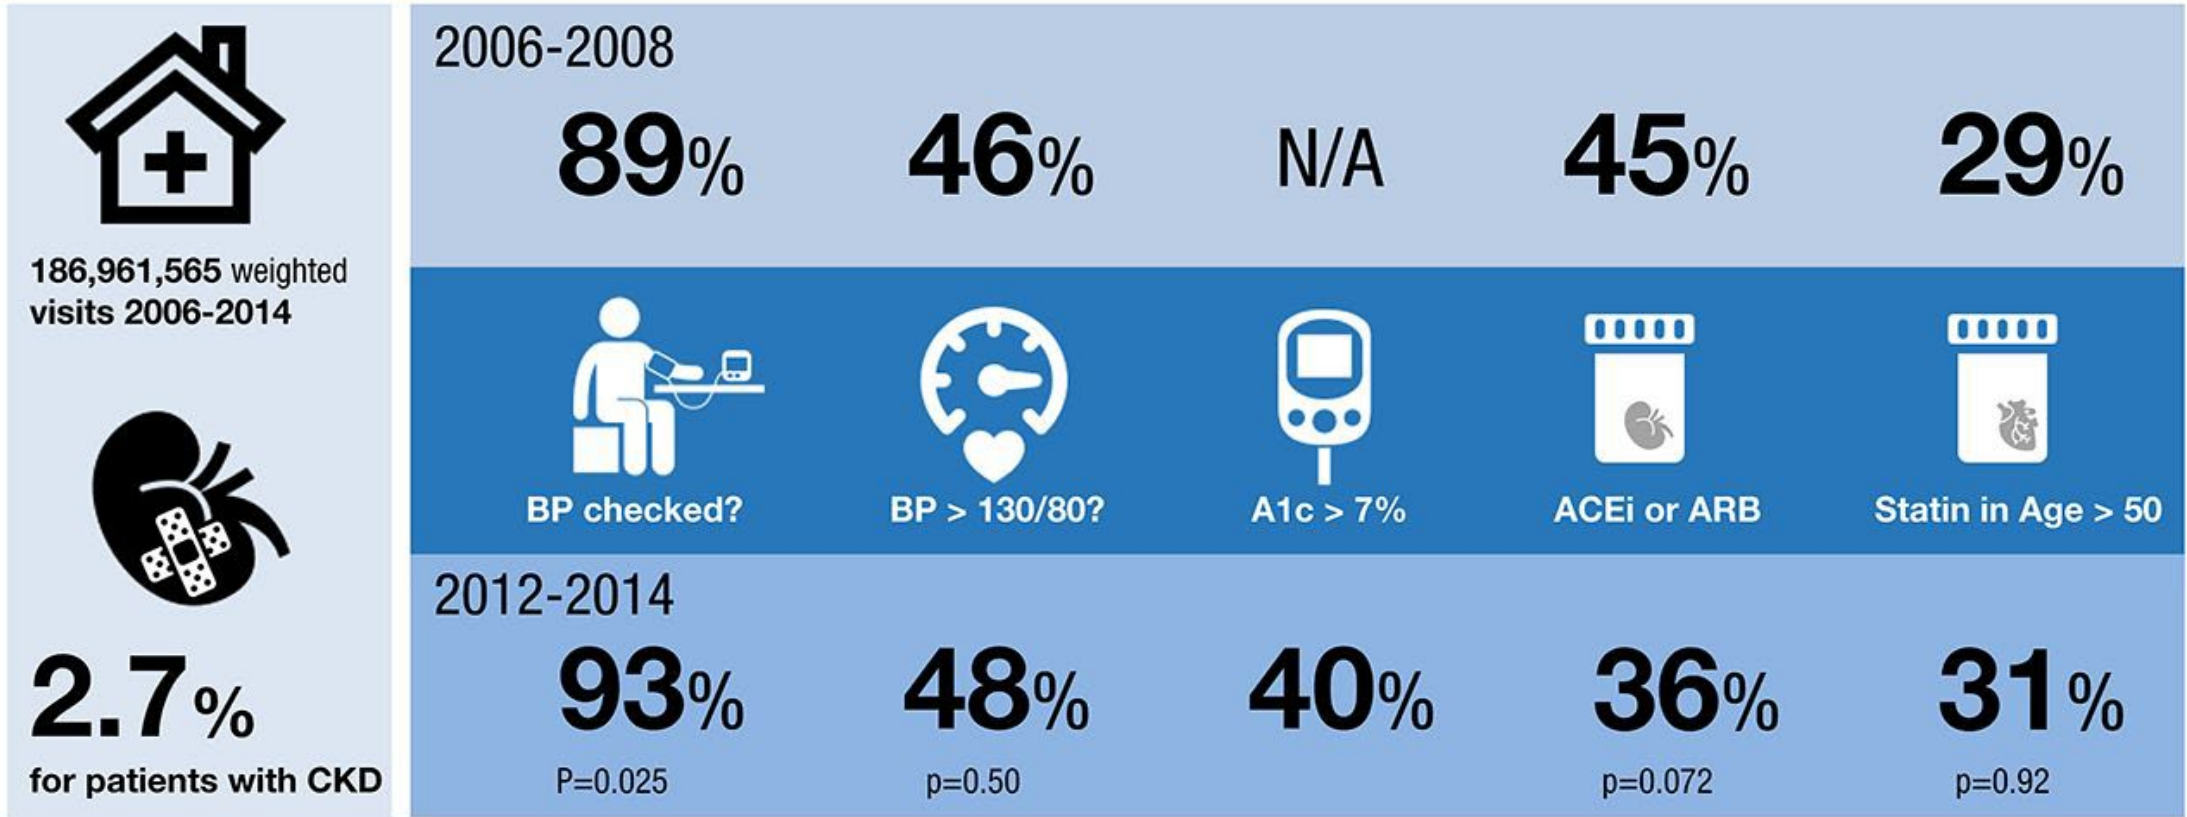 186,961,565 weighted
visits 2006-2014
2.7%
for patients with CKD
2006-2008
89% 46% N/A 45% 29%
BP checked? BP > 130/80? A1c > 7% ACEi or ARB Statin in Age > 50
2012-2014
93% 48% 40% 36% 31%
P=0.025 p=0.50 p=0.072 p=0.92